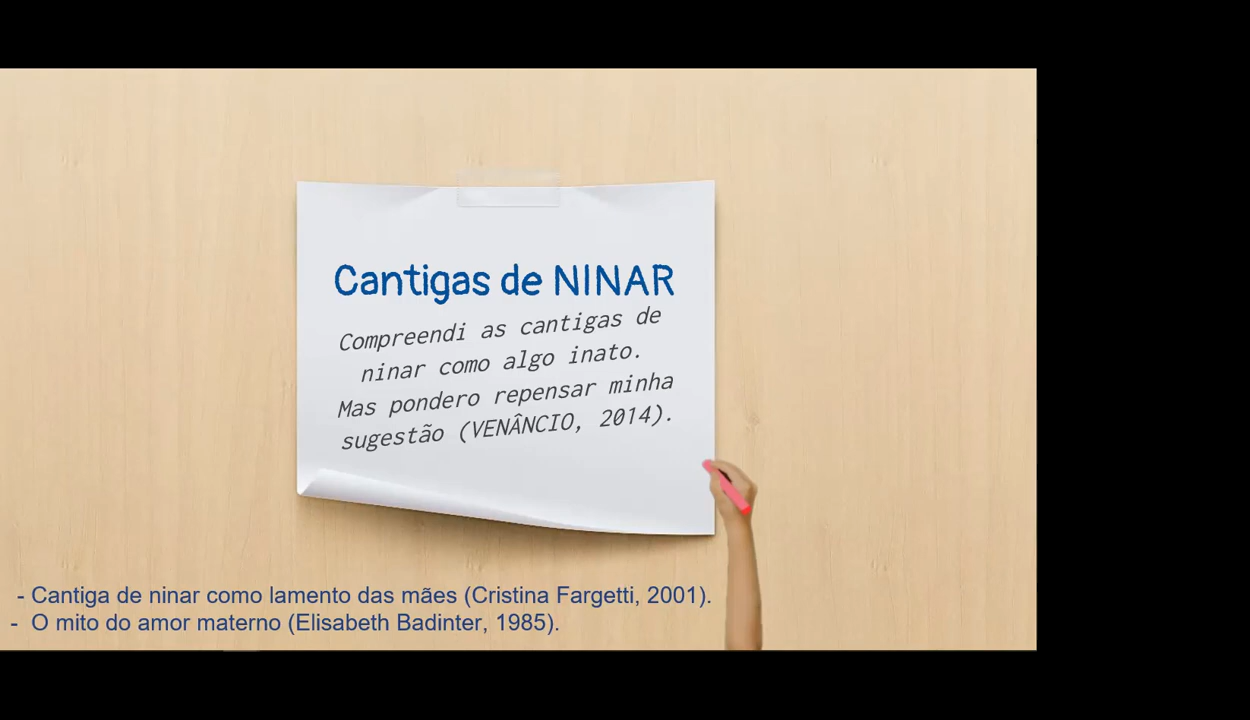 Cantigas de NINAR
Compreendi as cantigas de
ninar como algo inato.
Mas pondero repensar minha
sugestão (VENÂNCIO, 2014).
- Cantiga de ninar como lamento das mães (Cristina Fargetti, 2001).
- O mito do amor materno (Elisabeth Badinter, 1985).